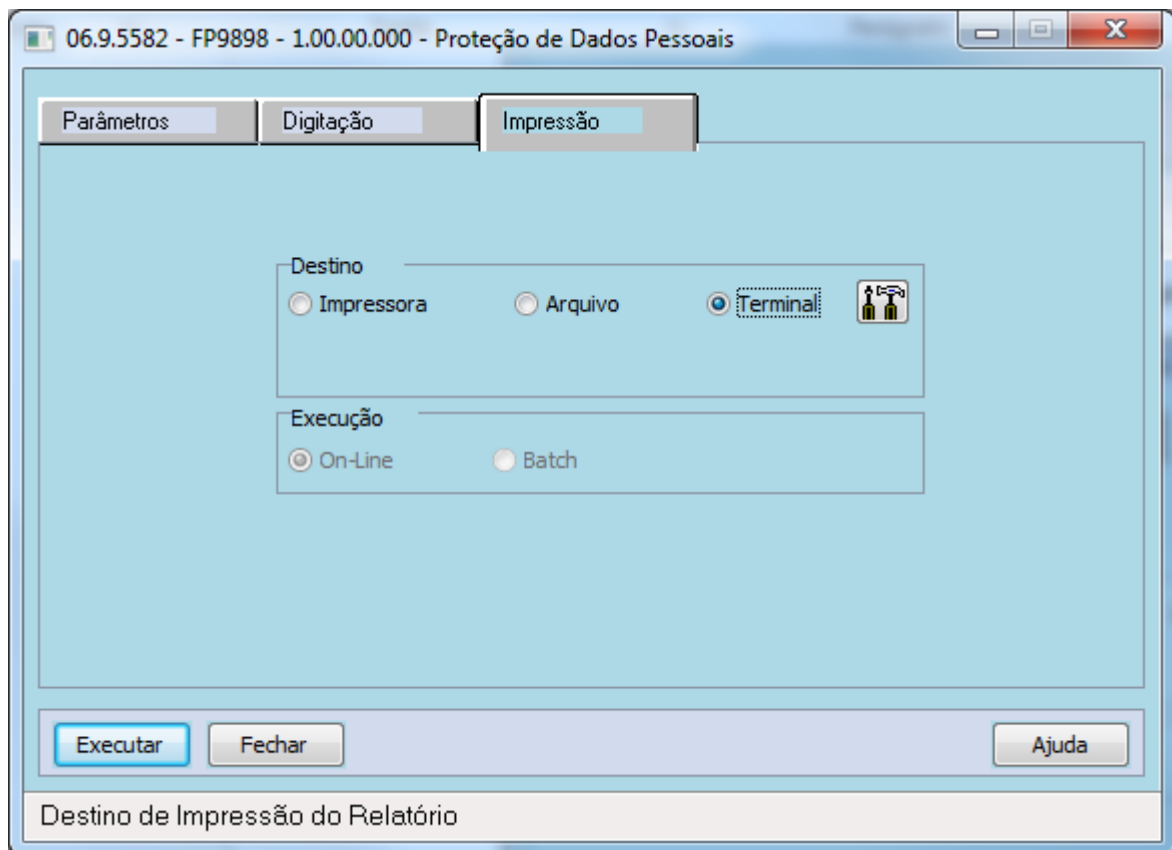 06.9.5582 - FP9898 - 1.00.00.000 - Proteção de Dados Pessoais
Parâmetros Digitação Impressão
Destino
Impressora Arquivo Terminal
Execução
On-Line Batch
Executar Fechar Ajuda
Destino de Impressão do Relatório